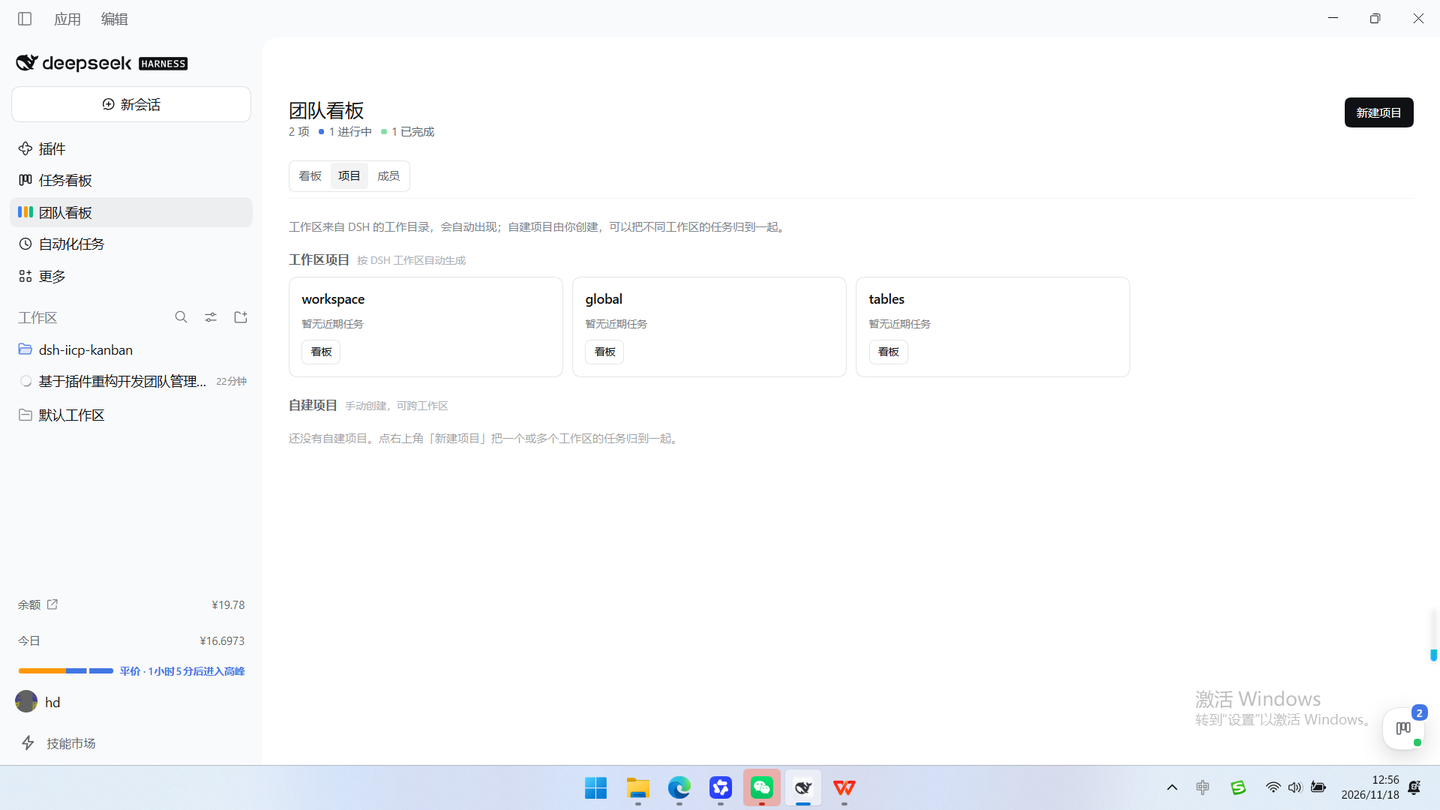 应用 编辑
deepseek HARNESS
新会话
插件
任务看板
团队看板
自动化任务
更多
工作区
dsh-iicp-kanban
基于插件重构开发团队管理... 22分钟
默认工作区
余额 ¥19.78
今日 ¥16.6973
平价 · 1小时5分后进入高峰
hd
技能市场
团队看板
2 项 1 进行中 1 已完成
新建项目
看板 项目 成员
工作区来自 DSH 的工作目录，会自动出现；自建项目由你创建，可以把不同工作区的任务归到一起。
工作区项目 按 DSH 工作区自动生成
workspace
暂无近期任务
看板
global
暂无近期任务
看板
tables
暂无近期任务
看板
自建项目 手动创建，可跨工作区
还没有自建项目。点右上角「新建项目」把一个或多个工作区的任务归到一起。
激活 Windows
转到"设置"以激活 Windows。
2
中
12:56
2026/11/18